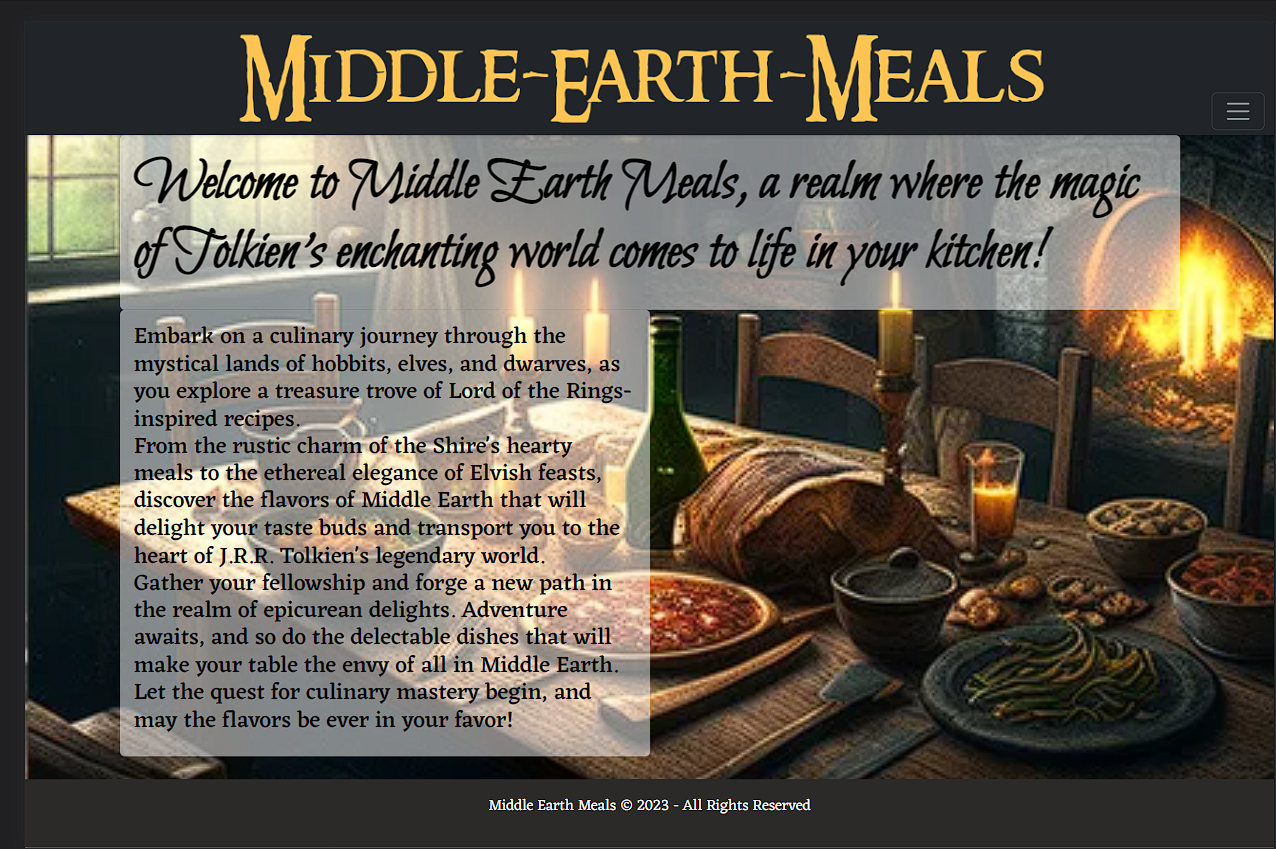 Middle-Earth-Meals
Welcome to Middle Earth Meals, a realm where the magic
of Tolkien's enchanting world comes to life in your kitchen!
Embark on a culinary journey through the
mystical lands of hobbits, elves, and dwarves, as
you explore a treasure trove of Lord of the Rings-
inspired recipes.
From the rustic charm of the Shire's hearty
meals to the ethereal elegance of Elvish feasts,
discover the flavors of Middle Earth that will
delight your taste buds and transport you to the
heart of J.R.R. Tolkien's legendary world.
Gather your fellowship and forge a new path in
the realm of epicurean delights. Adventure
awaits, and so do the delectable dishes that will
make your table the envy of all in Middle Earth.
Let the quest for culinary mastery begin, and
may the flavors be ever in your favor!
Middle Earth Meals © 2023 - All Rights Reserved